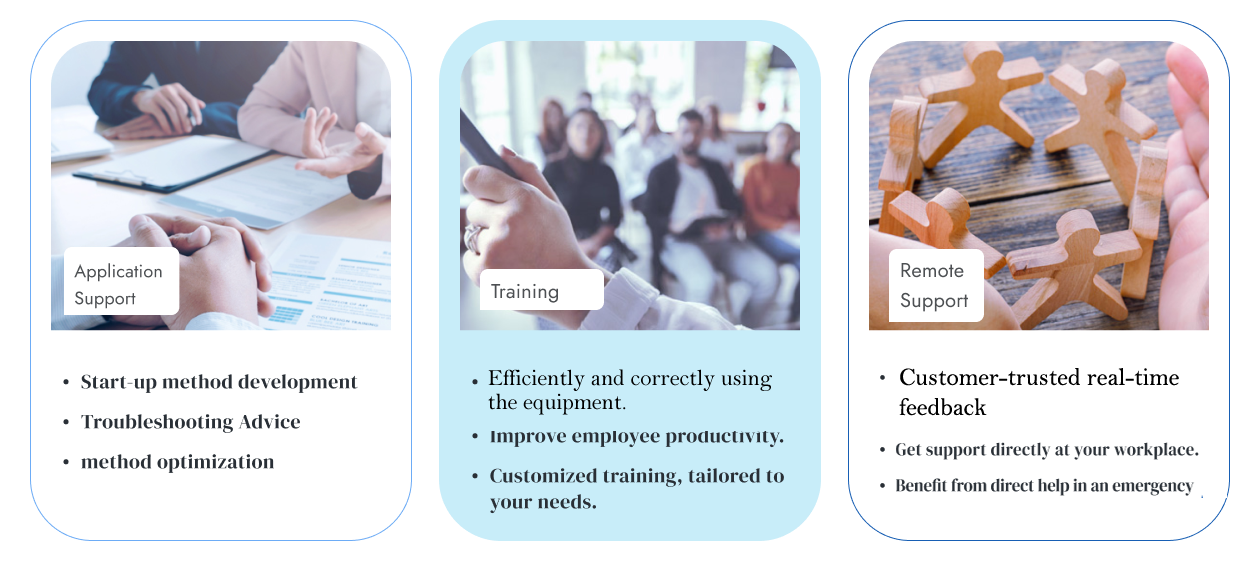 Application
Support
• Start-up method development
• Troubleshooting Advice
• method optimization
Training
• Efficiently and correctly using
the equipment.
• Improve employee productivity.
• Customized training, tailored to
your needs.
Remote
Support
• Customer-trusted real-time
feedback
• Get support directly at your workplace.
• Benefit from direct help in an emergency